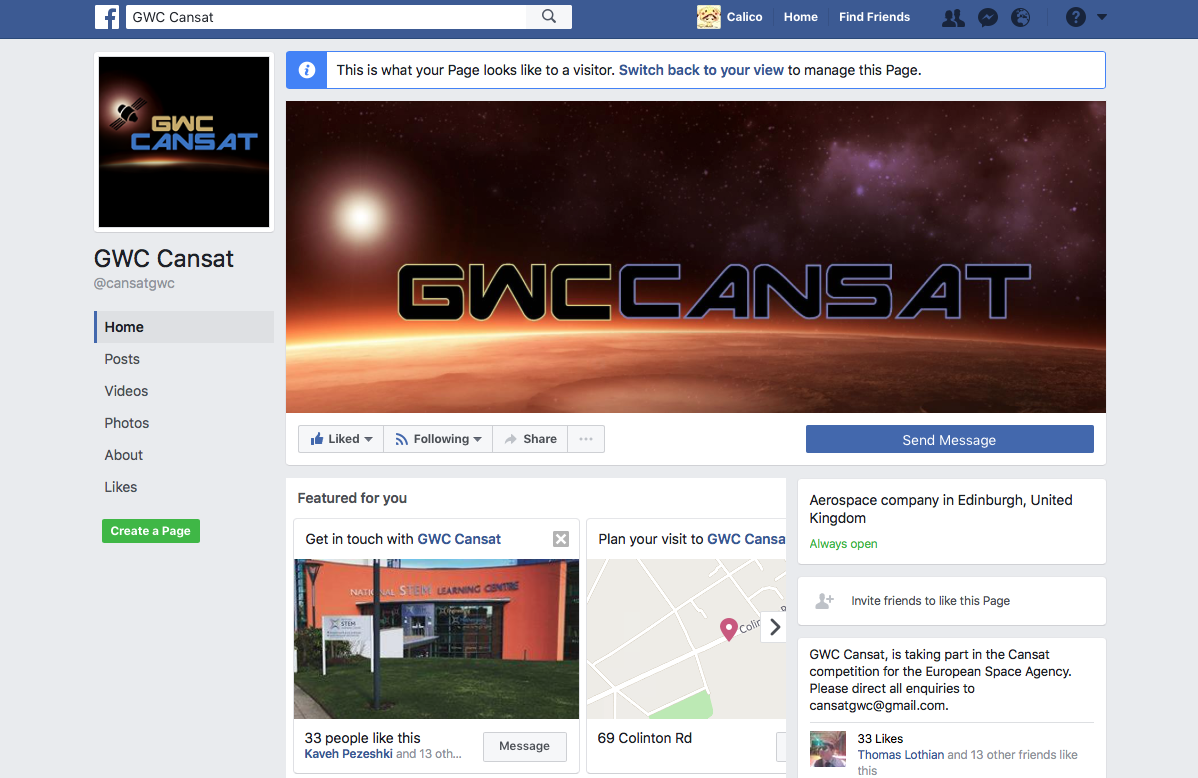 GWC Cansat
Calico
Home
Find Friends
This is what your Page looks like to a visitor. Switch back to your view to manage this Page.
GWC
CANSAT
GWCCANSAT
GWC Cansat
@cansatgwc
Home
Posts
Videos
Photos
About
Likes
Create a Page
Liked
Following
Share
Send Message
Featured for you
Get in touch with GWC Cansat
NATIONAL STEM LEARNING CENTRE
STEM
33 people like this
Kaveh Pezeshki and 13 oth...
Message
Plan your visit to GWC Cansa
Colin
69 Colinton Rd
Aerospace company in Edinburgh, United
Kingdom
Always open
Invite friends to like this Page
GWC Cansat, is taking part in the Cansat
competition for the European Space Agency.
Please direct all enquiries to
cansatgwc@gmail.com.
33 Likes
Thomas Lothian and 13 other friends like
this